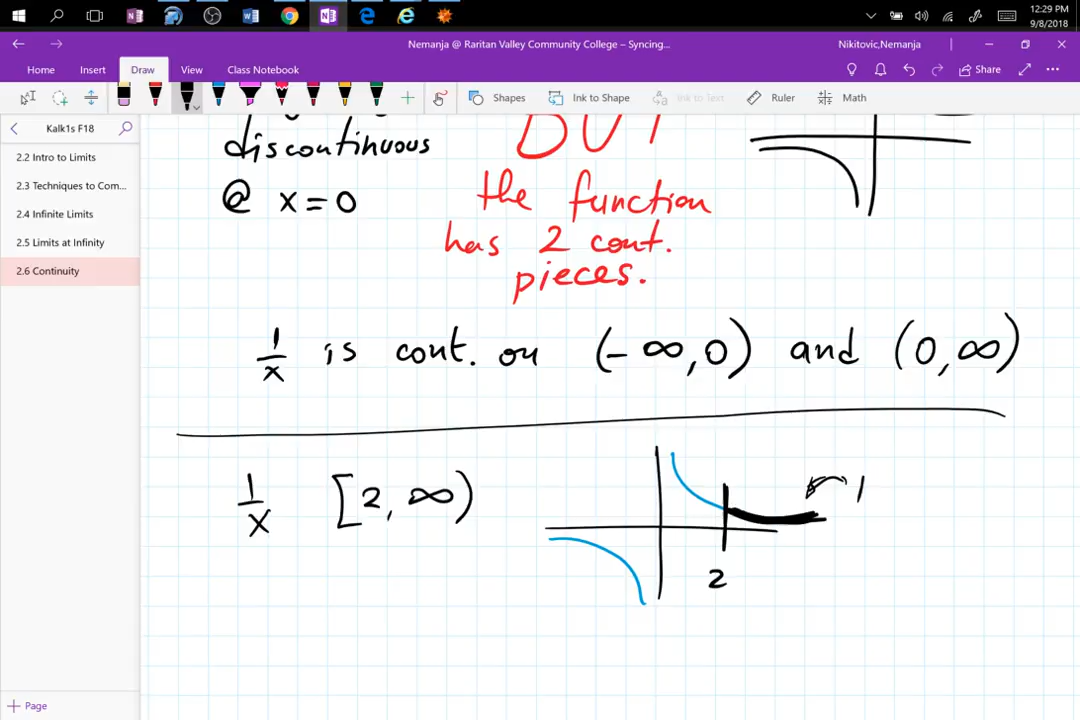 12:29 PM
9/8/2018
Nemanja @ Raritan Valley Community College – Syncing...
Nikitovic,Nemanja
Home Insert Draw View Class Notebook
Share
Shapes Ink to Shape Ink to Text Ruler Math
Kalk1s F18
2.2 Intro to Limits
2.3 Techniques to Com...
2.4 Infinite Limits
2.5 Limits at Infinity
2.6 Continuity
Page
discontinuous
@ x=0
BUT
the function
has 2 cont.
pieces.
1/x is cont. on (-∞,0) and (0,∞)
1/x [2,∞)
2